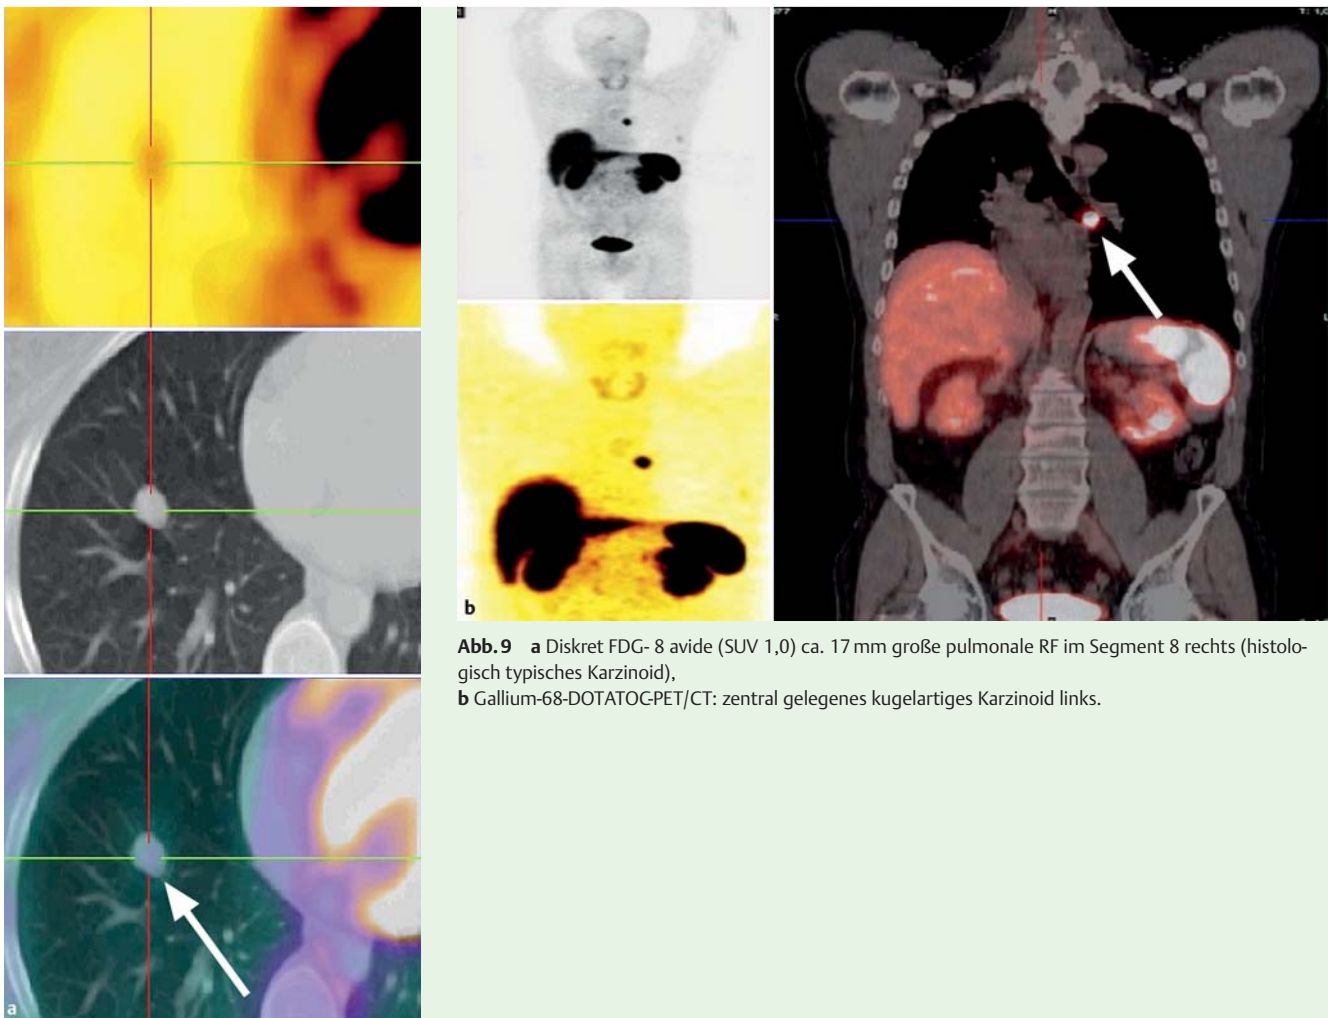 a
b
Abb. 9 a Diskret FDG- 8 avide (SUV 1,0) ca. 17 mm große pulmonale RF im Segment 8 rechts (histolo-
gisch typisches Karzinoid),
b Gallium-68-DOTATOC-PET/CT: zentral gelegenes kugelartiges Karzinoid links.